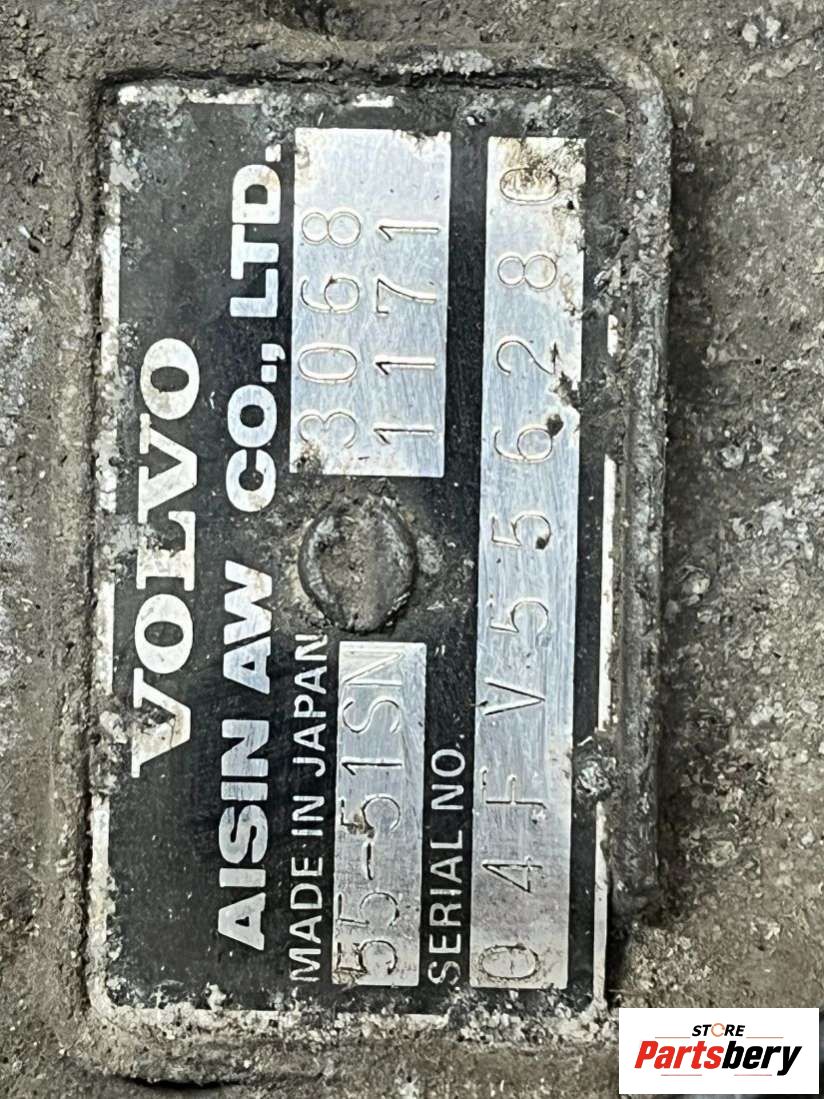 VOLVO
AISIN AW CO., LTD.
MADE IN JAPAN
3068
1171
55-51SN
SERIAL NO.
04FV556280
STORE
Partsbery